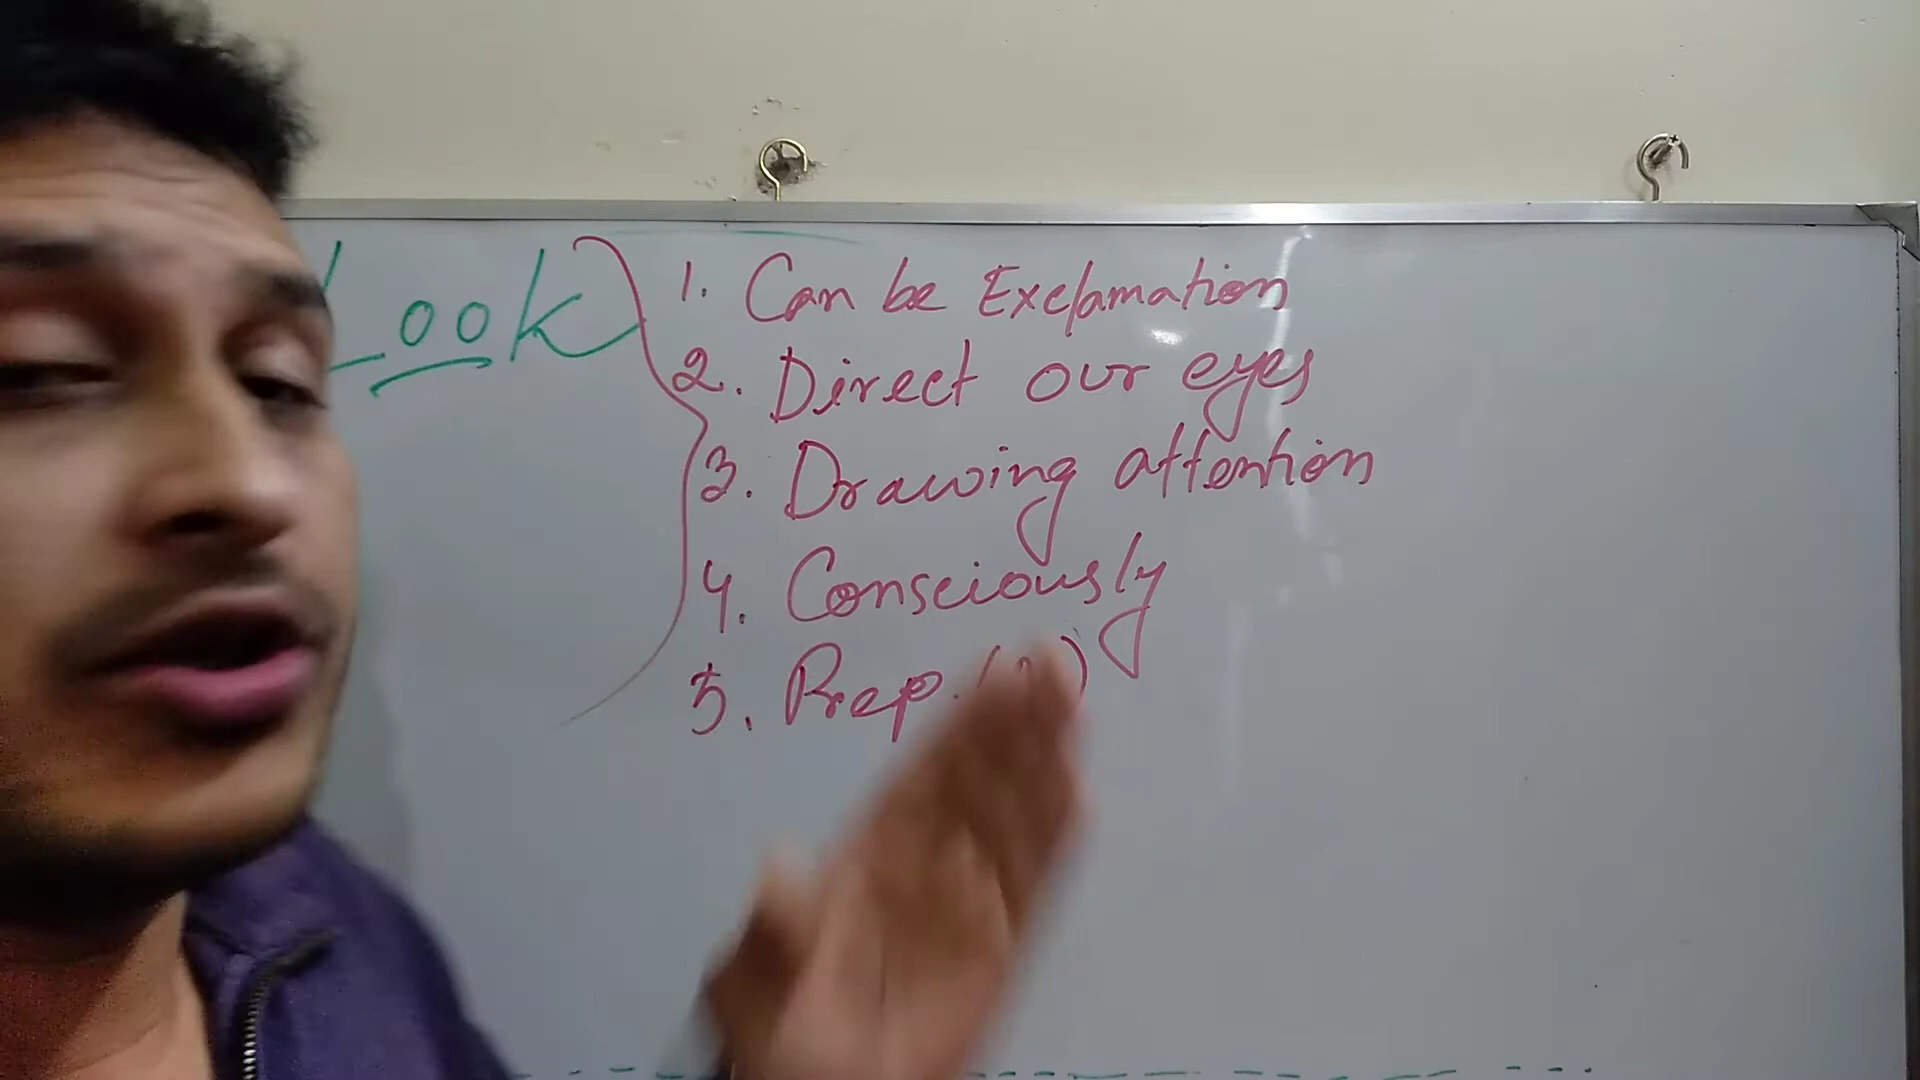 Look
1. Can be Exclamation
2. Direct our eyes
3. Drawing attention
4. Consciously
5. Prep.